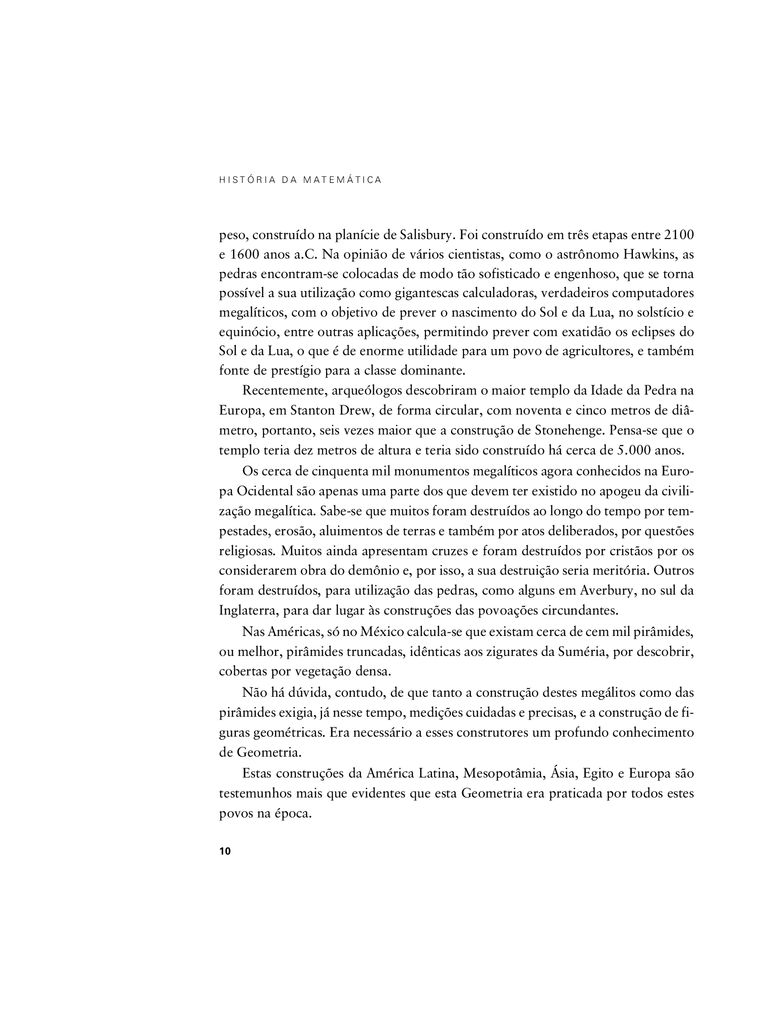 HISTÓRIA DA MATEMÁTICA
peso, construído na planície de Salisbury. Foi construído em três etapas entre 2100
e 1600 anos a.C. Na opinião de vários cientistas, como o astrônomo Hawkins, as
pedras encontram-se colocadas de modo tão sofisticado e engenhoso, que se torna
possível a sua utilização como gigantescas calculadoras, verdadeiros computadores
megalíticos, com o objetivo de prever o nascimento do Sol e da Lua, no solstício e
equinócio, entre outras aplicações, permitindo prever com exatidão os eclipses do
Sol e da Lua, o que é de enorme utilidade para um povo de agricultores, e também
fonte de prestígio para a classe dominante.
Recentemente, arqueólogos descobriram o maior templo da Idade da Pedra na
Europa, em Stanton Drew, de forma circular, com noventa e cinco metros de diâ-
metro, portanto, seis vezes maior que a construção de Stonehenge. Pensa-se que o
templo teria dez metros de altura e teria sido construído há cerca de 5.000 anos.
Os cerca de cinquenta mil monumentos megalíticos agora conhecidos na Euro-
pa Ocidental são apenas uma parte dos que devem ter existido no apogeu da civili-
zação megalítica. Sabe-se que muitos foram destruídos ao longo do tempo por tem-
pestades, erosão, aluimentos de terras e também por atos deliberados, por questões
religiosas. Muitos ainda apresentam cruzes e foram destruídos por cristãos por os
considerarem obra do demônio e, por isso, a sua destruição seria meritória. Outros
foram destruídos, para utilização das pedras, como alguns em Averbury, no sul da
Inglaterra, para dar lugar às construções das povoações circundantes.
Nas Américas, só no México calcula-se que existam cerca de cem mil pirâmides,
ou melhor, pirâmides truncadas, idênticas aos zigurates da Suméria, por descobrir,
cobertas por vegetação densa.
Não há dúvida, contudo, de que tanto a construção destes megálitos como das
pirâmides exigia, já nesse tempo, medições cuidadas e precisas, e a construção de fi-
guras geométricas. Era necessário a esses construtores um profundo conhecimento
de Geometria.
Estas construções da América Latina, Mesopotâmia, Ásia, Egito e Europa são
testemunhos mais que evidentes que esta Geometria era praticada por todos estes
povos na época.
10